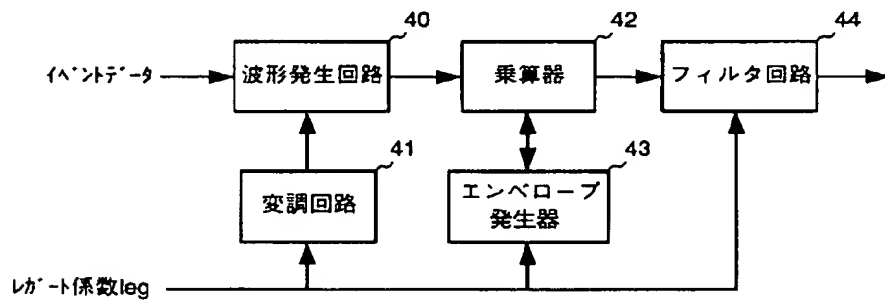 40
42
44
ｲﾍﾞﾝﾄﾃﾞｰﾀ
波形発生回路
乗算器
フィルタ回路
41
43
変調回路
エンベロープ
発生器
ﾚｶﾞｰﾄ係数leg